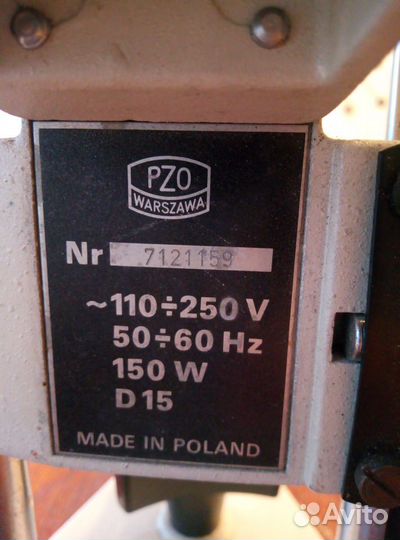 PZO
WARSZAWA
Nr 7121159
~110÷250 V
50÷60 Hz
150 W
D 15
MADE IN POLAND
Avito